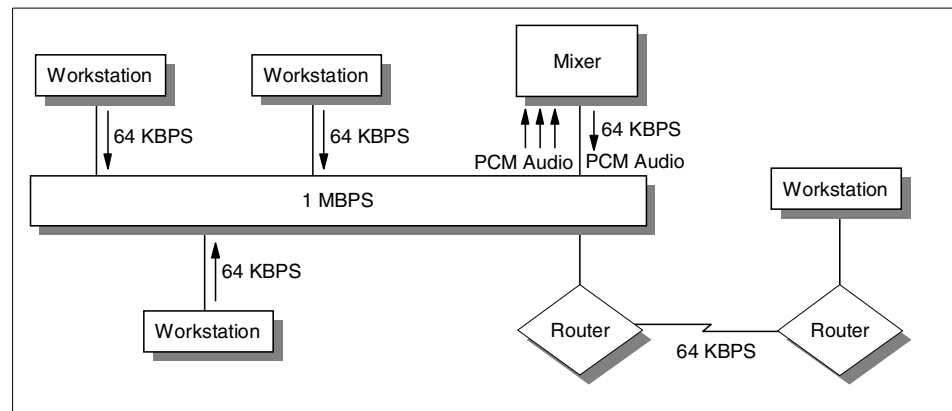 Workstation
Workstation
Mixer
64 KBPS
64 KBPS
64 KBPS
PCM Audio
PCM Audio
1 MBPS
Workstation
64 KBPS
Workstation
Router
Router
64 KBPS